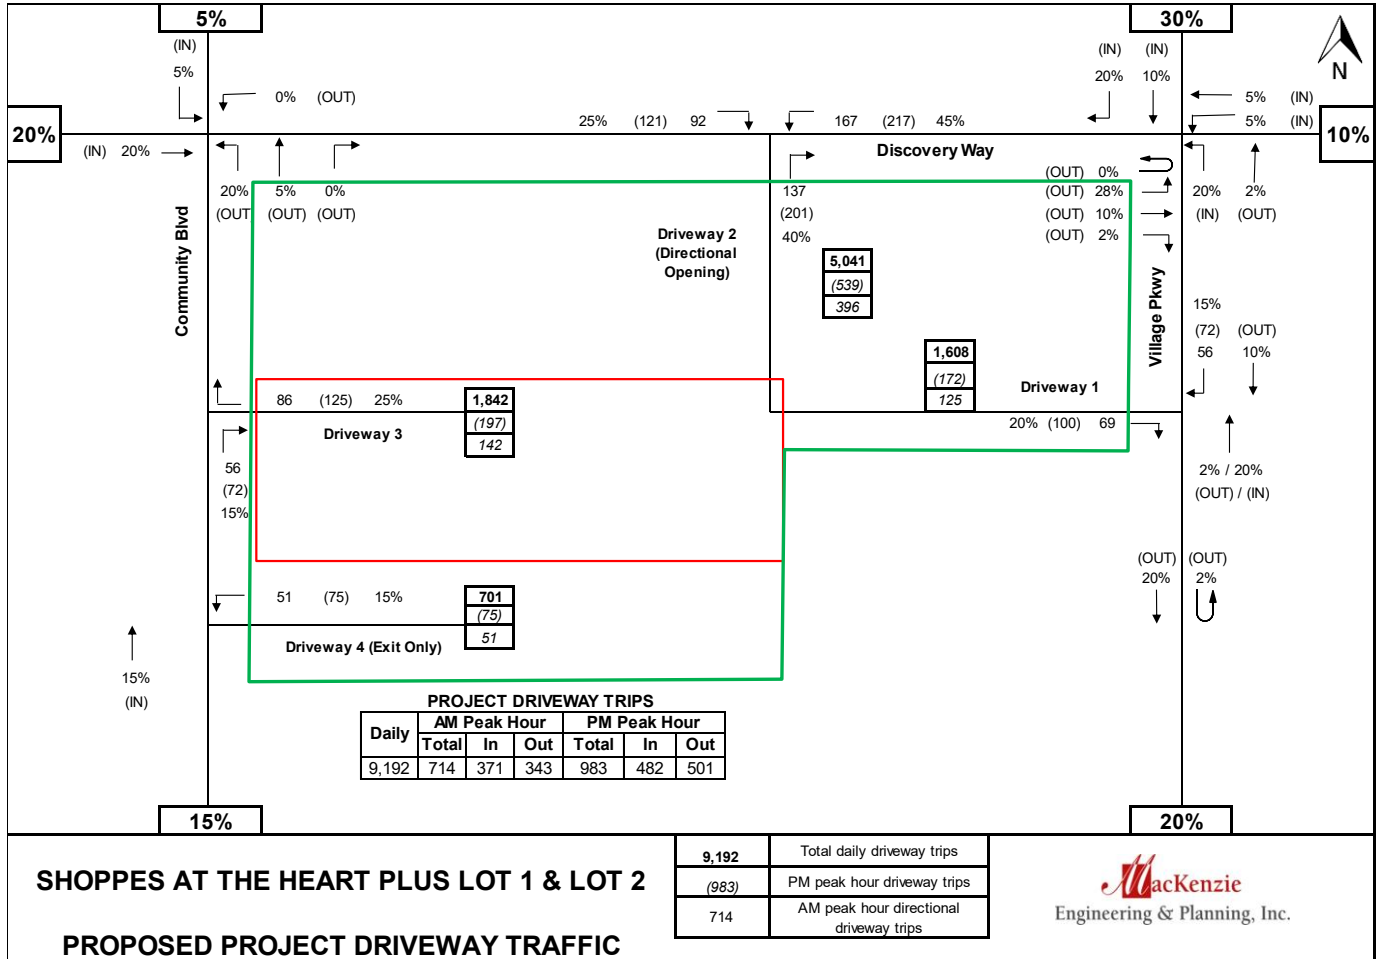 5%
30%
(IN)
5%
0% (OUT)
(IN) (IN)
20% 10%
N
5% (IN)
5% (IN)
20%
10%
25% (121) 92
167 (217) 45%
(IN) 20%
Discovery Way
20% 5% 0%
(OUT (OUT) (OUT)
137
(201)
40%
(OUT) 0%
(OUT) 28%
(OUT) 10%
(OUT) 2%
20% 2%
(IN) (OUT)
Community Blvd
Driveway 2
(Directional
Opening)
5,041
(539)
396
Village Pkwy
15%
(72) (OUT)
56 10%
1,608
(172)
125
Driveway 1
86 (125) 25%
1,842
(197)
142
Driveway 3
20% (100) 69
56
(72)
15%
2% / 20%
(OUT) / (IN)
(OUT) (OUT)
20% 2%
51 (75) 15%
701
(75)
51
Driveway 4 (Exit Only)
15%
(IN)
PROJECT DRIVEWAY TRIPS
Daily AM Peak Hour PM Peak Hour
Total In Out Total In Out
9,192 714 371 343 983 482 501
15%
20%
SHOPPES AT THE HEART PLUS LOT 1 & LOT 2
PROPOSED PROJECT DRIVEWAY TRAFFIC
9,192 Total daily driveway trips
(983) PM peak hour driveway trips
714 AM peak hour directional
driveway trips
MacKenzie
Engineering & Planning, Inc.